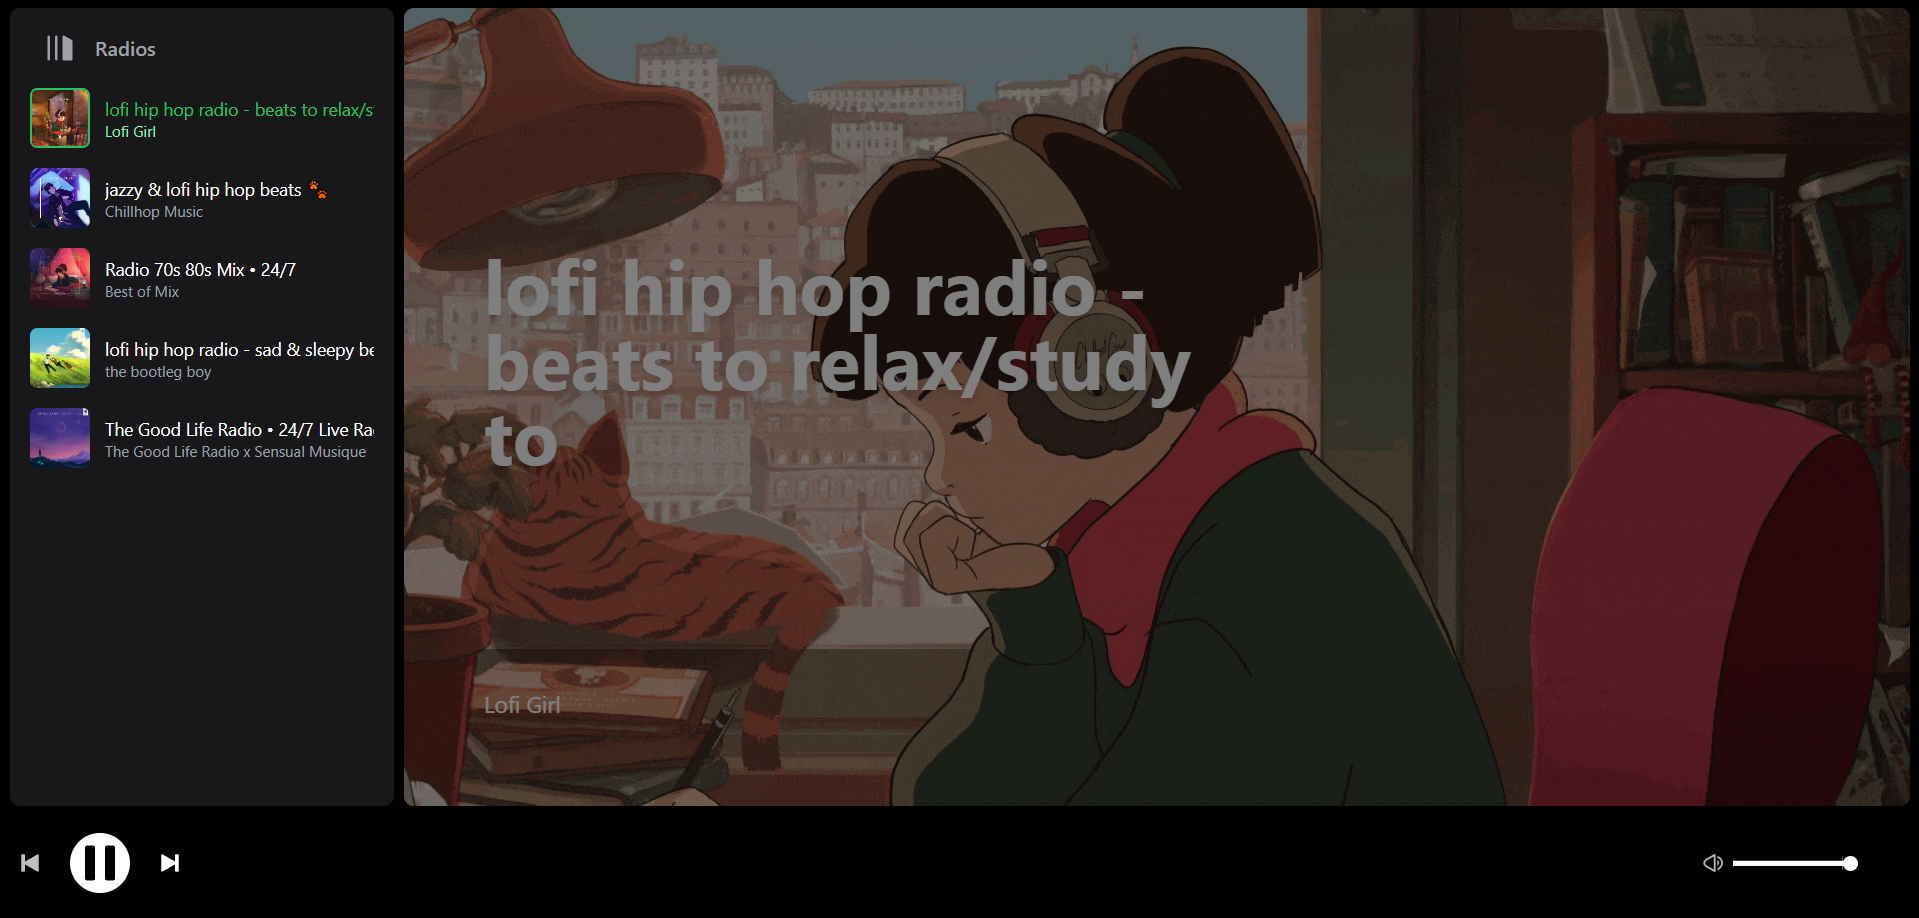 Radios
lofi hip hop radio - beats to relax/s
Lofi Girl
jazzy & lofi hip hop beats 🐾
Chillhop Music
Radio 70s 80s Mix • 24/7
Best of Mix
lofi hip hop radio - sad & sleepy be
the bootleg boy
The Good Life Radio • 24/7 Live Ra
The Good Life Radio x Sensual Musique
lofi hip hop radio -
beats to relax/study
to
Lofi Girl